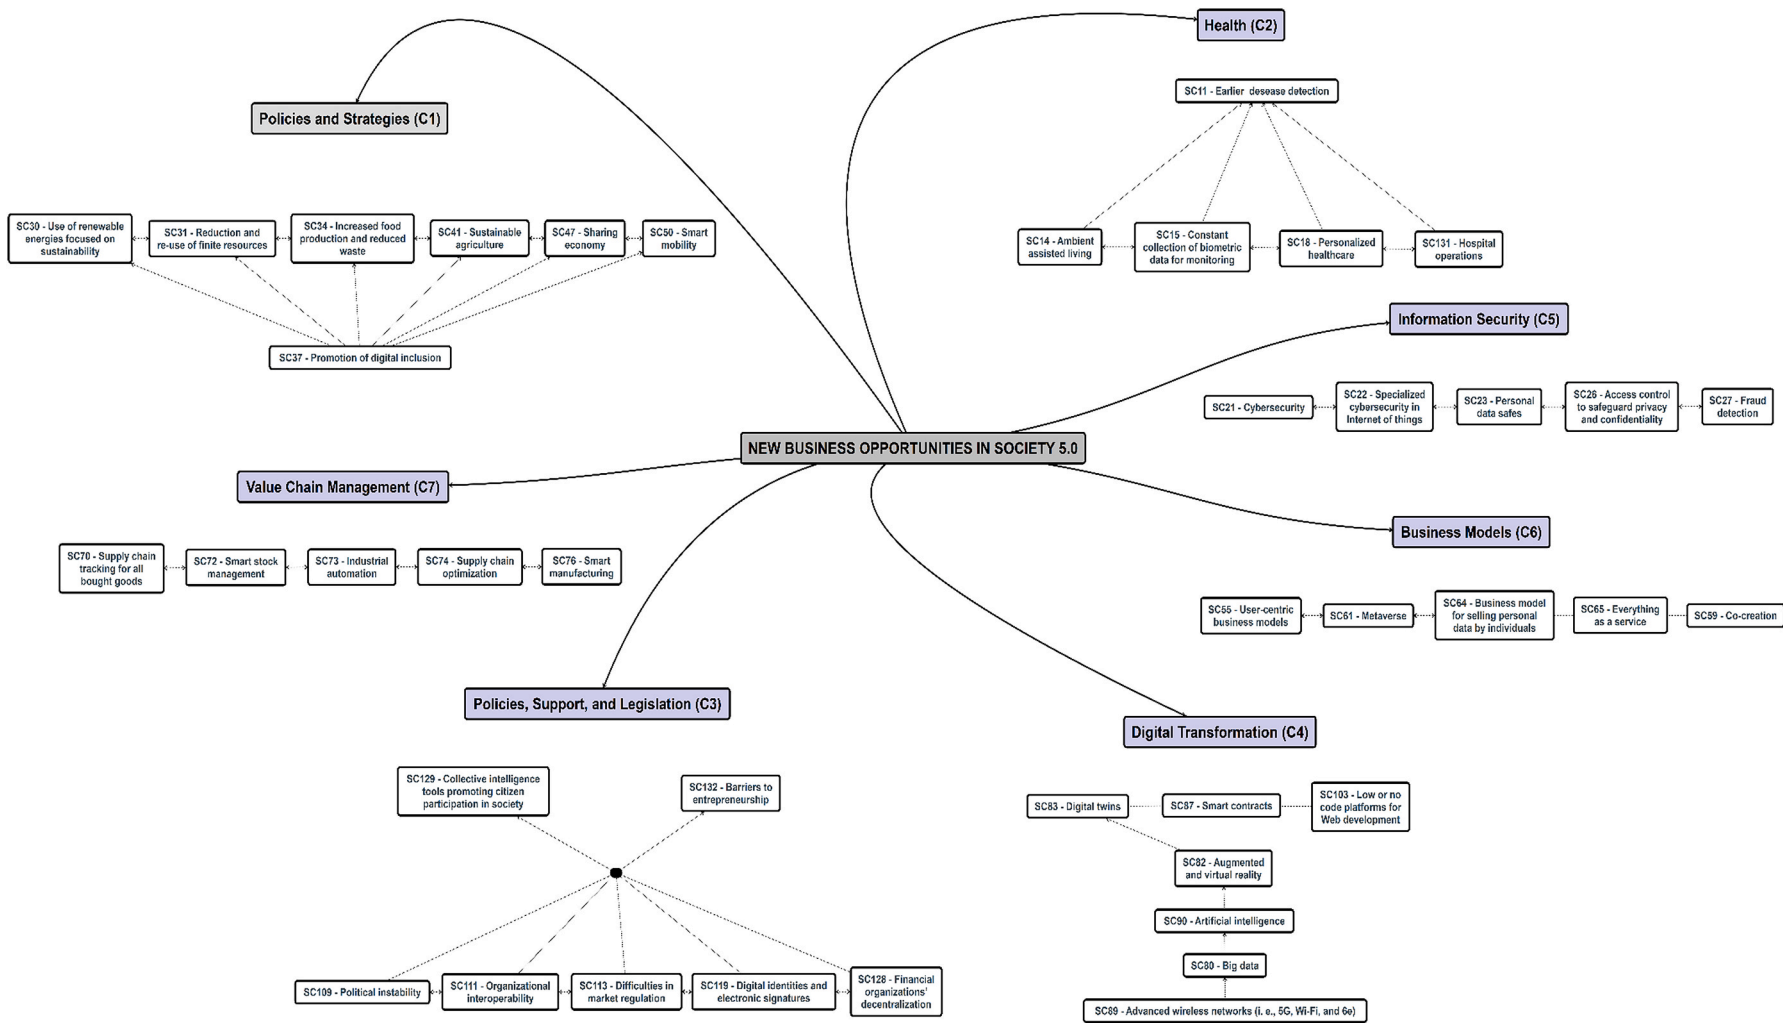 Health (C2)
SC11 - Earlier desease detection
Policies and Strategies (C1)
SC30 - Use of renewable
energies focused on
sustainability
SC31 - Reduction and
re-use of finite resources
SC34 - Increased food
production and reduced
waste
SC41 - Sustainable
agriculture
SC47 - Sharing
economy
SC50 - Smart
mobility
SC37 - Promotion of digital inclusion
SC14 - Ambient
assisted living
SC15 - Constant
collection of biometric
data for monitoring
SC18 - Personalized
healthcare
SC131 - Hospital
operations
Information Security (C5)
SC21 - Cybersecurity
SC22 - Specialized
cybersecurity in
Internet of things
SC23 - Personal
data safes
SC26 - Access control
to safeguard privacy
and confidentiality
SC27 - Fraud
detection
NEW BUSINESS OPPORTUNITIES IN SOCIETY 5.0
Value Chain Management (C7)
SC70 - Supply chain
tracking for all
bought goods
SC72 - Smart stock
management
SC73 - Industrial
automation
SC74 - Supply chain
optimization
SC76 - Smart
manufacturing
Business Models (C6)
SC55 - User-centric
business models
SC61 - Metaverse
SC64 - Business model
for selling personal
data by individuals
SC65 - Everything
as a service
SC59 - Co-creation
Policies, Support, and Legislation (C3)
SC129 - Collective intelligence
tools promoting citizen
participation in society
SC132 - Barriers to
entrepreneurship
SC109 - Political instability
SC111 - Organizational
interoperability
SC113 - Difficulties in
market regulation
SC119 - Digital identities and
electronic signatures
SC128 - Financial
organizations'
decentralization
Digital Transformation (C4)
SC83 - Digital twins
SC87 - Smart contracts
SC103 - Low or no
code platforms for
Web development
SC82 - Augmented
and virtual reality
SC90 - Artificial intelligence
SC80 - Big data
SC89 - Advanced wireless networks (i. e., 5G, Wi-Fi, and 6e)